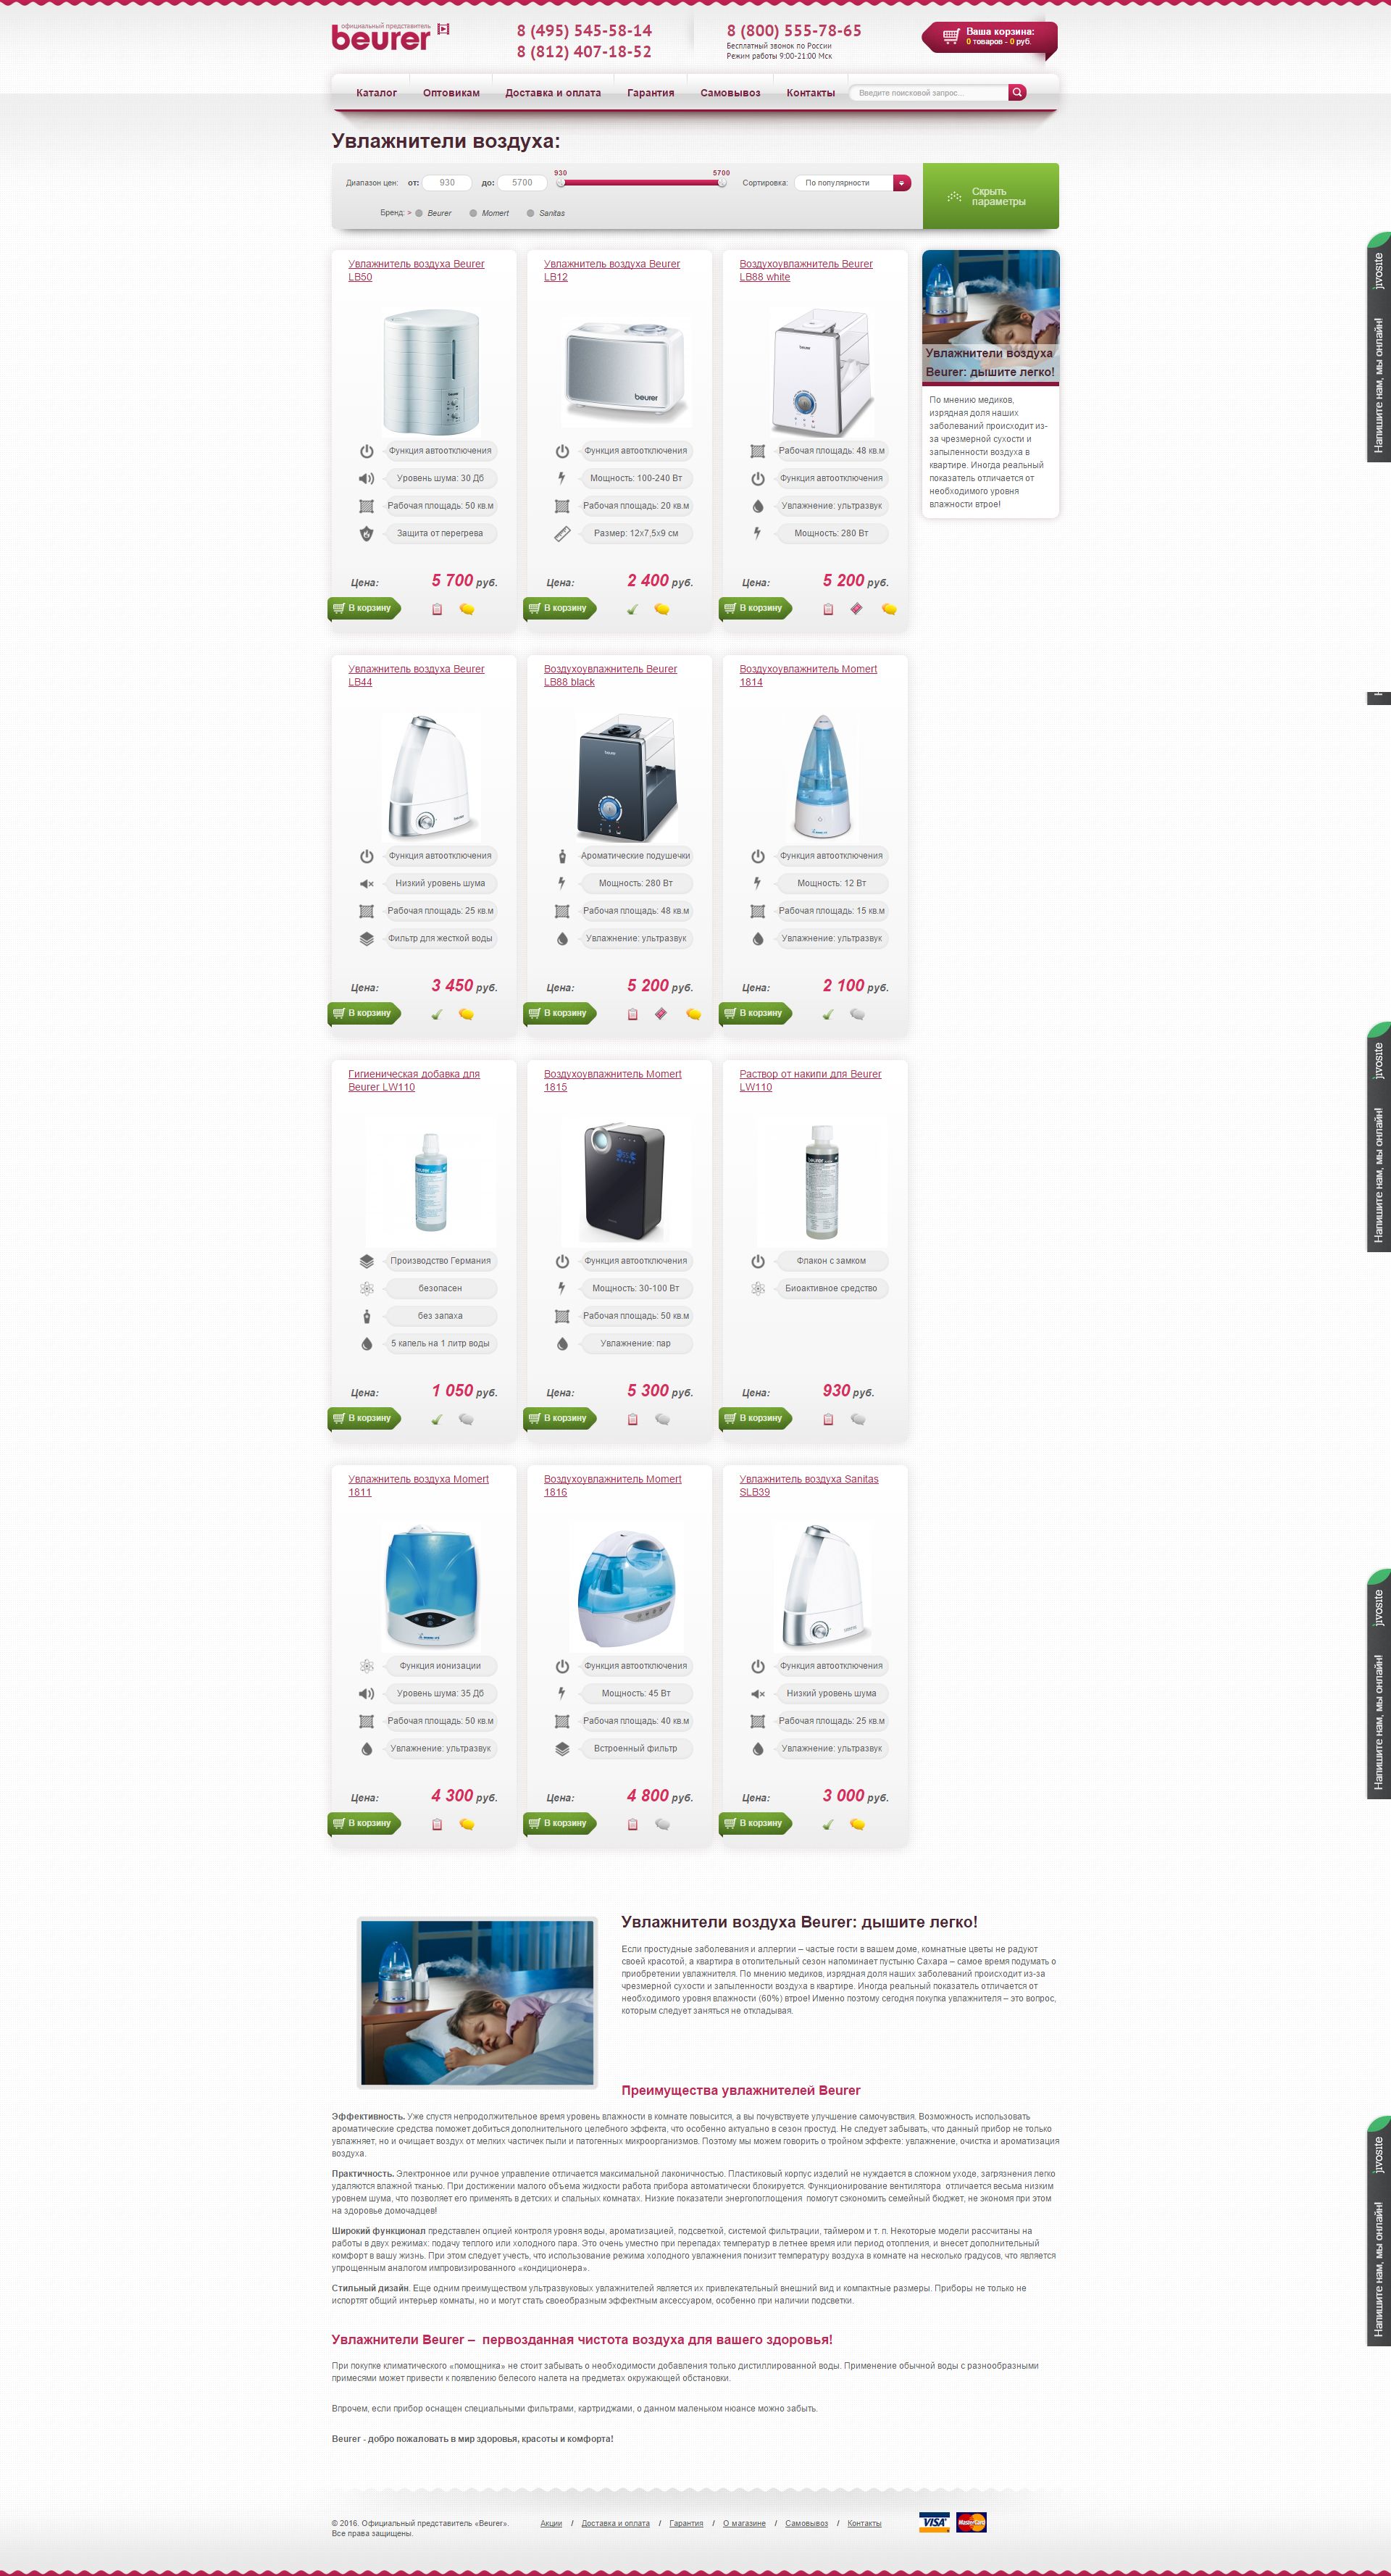 официальный представитель
beurer
8 (495) 545-58-14
8 (812) 407-18-52
8 (800) 555-78-65
Бесплатный звонок по России
Режим работы 9:00-21:00 Мск
Ваша корзина:
0 товаров - 0 руб.
Каталог Оптовикам Доставка и оплата Гарантия Самовывоз Контакты Введите поисковой запрос...
Увлажнители воздуха:
Диапазон цен: от: 930 до: 5700 930 5700 Сортировка: По популярности
Скрыть
параметры
Бренд: > Beurer Momert Sanitas
Увлажнитель воздуха Beurer
LB50
Функция автоотключения
Уровень шума: 30 Дб
Рабочая площадь: 50 кв.м
Защита от перегрева
Цена: 5 700 руб.
В корзину
Увлажнитель воздуха Beurer
LB12
beurer
Функция автоотключения
Мощность: 100-240 Вт
Рабочая площадь: 20 кв.м
Размер: 12х7,5х9 см
Цена: 2 400 руб.
В корзину
Воздухоувлажнитель Beurer
LB88 white
Рабочая площадь: 48 кв.м
Функция автоотключения
Увлажнение: ультразвук
Мощность: 280 Вт
Цена: 5 200 руб.
В корзину
Увлажнители воздуха
Beurer: дышите легко!
По мнению медиков,
изрядная доля наших
заболеваний происходит из-
за чрезмерной сухости и
запыленности воздуха в
квартире. Иногда реальный
показатель отличается от
необходимого уровня
влажности втрое!
jivosite
Напишите нам, мы онлайн!
Увлажнитель воздуха Beurer
LB44
Функция автоотключения
Низкий уровень шума
Рабочая площадь: 25 кв.м
Фильтр для жесткой воды
Цена: 3 450 руб.
В корзину
Воздухоувлажнитель Beurer
LB88 black
Ароматические подушечки
Мощность: 280 Вт
Рабочая площадь: 48 кв.м
Увлажнение: ультразвук
Цена: 5 200 руб.
В корзину
Воздухоувлажнитель Momert
1814
Функция автоотключения
Мощность: 12 Вт
Рабочая площадь: 15 кв.м
Увлажнение: ультразвук
Цена: 2 100 руб.
В корзину
Гигиеническая добавка для
Beurer LW110
beurer
Производство Германия
безопасен
без запаха
5 капель на 1 литр воды
Цена: 1 050 руб.
В корзину
Воздухоувлажнитель Momert
1815
Функция автоотключения
Мощность: 30-100 Вт
Рабочая площадь: 50 кв.м
Увлажнение: пар
Цена: 5 300 руб.
В корзину
Раствор от накипи для Beurer
LW110
beurer
Флакон с замком
Биоактивное средство
Цена: 930 руб.
В корзину
jivosite
Напишите нам, мы онлайн!
Увлажнитель воздуха Momert
1811
Функция ионизации
Уровень шума: 35 Дб
Рабочая площадь: 50 кв.м
Увлажнение: ультразвук
Цена: 4 300 руб.
В корзину
Воздухоувлажнитель Momert
1816
Функция автоотключения
Мощность: 45 Вт
Рабочая площадь: 40 кв.м
Встроенный фильтр
Цена: 4 800 руб.
В корзину
Увлажнитель воздуха Sanitas
SLB39
Функция автоотключения
Низкий уровень шума
Рабочая площадь: 25 кв.м
Увлажнение: ультразвук
Цена: 3 000 руб.
В корзину
jivosite
Напишите нам, мы онлайн!
Увлажнители воздуха Beurer: дышите легко!
Если простудные заболевания и аллергии – частые гости в вашем доме, комнатные цветы не радуют
своей красотой, а квартира в отопительный сезон напоминает пустыню Сахара – самое время подумать о
приобретении увлажнителя. По мнению медиков, изрядная доля наших заболеваний происходит из-за
чрезмерной сухости и запыленности воздуха в квартире. Иногда реальный показатель отличается от
необходимого уровня влажности (60%) втрое! Именно поэтому сегодня покупка увлажнителя – это вопрос,
которым следует заняться не откладывая.
Преимущества увлажнителей Beurer
Эффективность. Уже спустя непродолжительное время уровень влажности в комнате повысится, а вы почувствуете улучшение самочувствия. Возможность использовать
ароматические средства поможет добиться дополнительного целебного эффекта, что особенно актуально в сезон простуд. Не следует забывать, что данный прибор не только
увлажняет, но и очищает воздух от мелких частичек пыли и патогенных микроорганизмов. Поэтому мы можем говорить о тройном эффекте: увлажнение, очистка и ароматизация
воздуха.
Практичность. Электронное или ручное управление отличается максимальной лаконичностью. Пластиковый корпус изделий не нуждается в сложном уходе, загрязнения легко
удаляются влажной тканью. При достижении малого объема жидкости работа прибора автоматически блокируется. Функционирование вентилятора отличается весьма низким
уровнем шума, что позволяет его применять в детских и спальных комнатах. Низкие показатели энергопоглощения помогут сэкономить семейный бюджет, не экономя при этом
на здоровье домочадцев!
Широкий функционал представлен опцией контроля уровня воды, ароматизацией, подсветкой, системой фильтрации, таймером и т. п. Некоторые модели рассчитаны на
работы в двух режимах: подачу теплого или холодного пара. Это очень уместно при перепадах температур в летнее время или период отопления, и внесет дополнительный
комфорт в вашу жизнь. При этом следует учесть, что использование режима холодного увлажнения понизит температуру воздуха в комнате на несколько градусов, что является
упрощенным аналогом импровизированного «кондиционера».
Стильный дизайн. Еще одним преимуществом ультразвуковых увлажнителей является их привлекательный внешний вид и компактные размеры. Приборы не только не
испортят общий интерьер комнаты, но и могут стать своеобразным эффектным аксессуаром, особенно при наличии подсветки.
jivosite
Напишите нам, мы онлайн!
Увлажнители Beurer – первозданная чистота воздуха для вашего здоровья!
При покупке климатического «помощника» не стоит забывать о необходимости добавления только дистиллированной воды. Применение обычной воды с разнообразными
примесями может привести к появлению белесого налета на предметах окружающей обстановки.
Впрочем, если прибор оснащен специальными фильтрами, картриджами, о данном маленьком нюансе можно забыть.
Beurer - добро пожаловать в мир здоровья, красоты и комфорта!
© 2016. Официальный представитель «Beurer».
Все права защищены.
Акции / Доставка и оплата / Гарантия / О магазине / Самовывоз / Контакты
VISA MasterCard